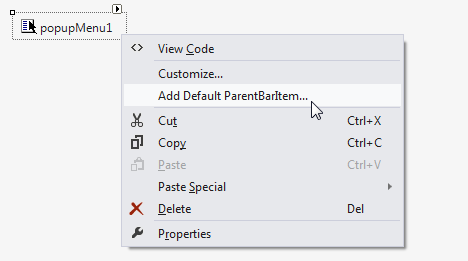 popupMenu1
View Code
Customize...
Add Default ParentBarItem...
Cut Ctrl+X
Copy Ctrl+C
Paste Ctrl+V
Paste Special
Delete Del
Properties